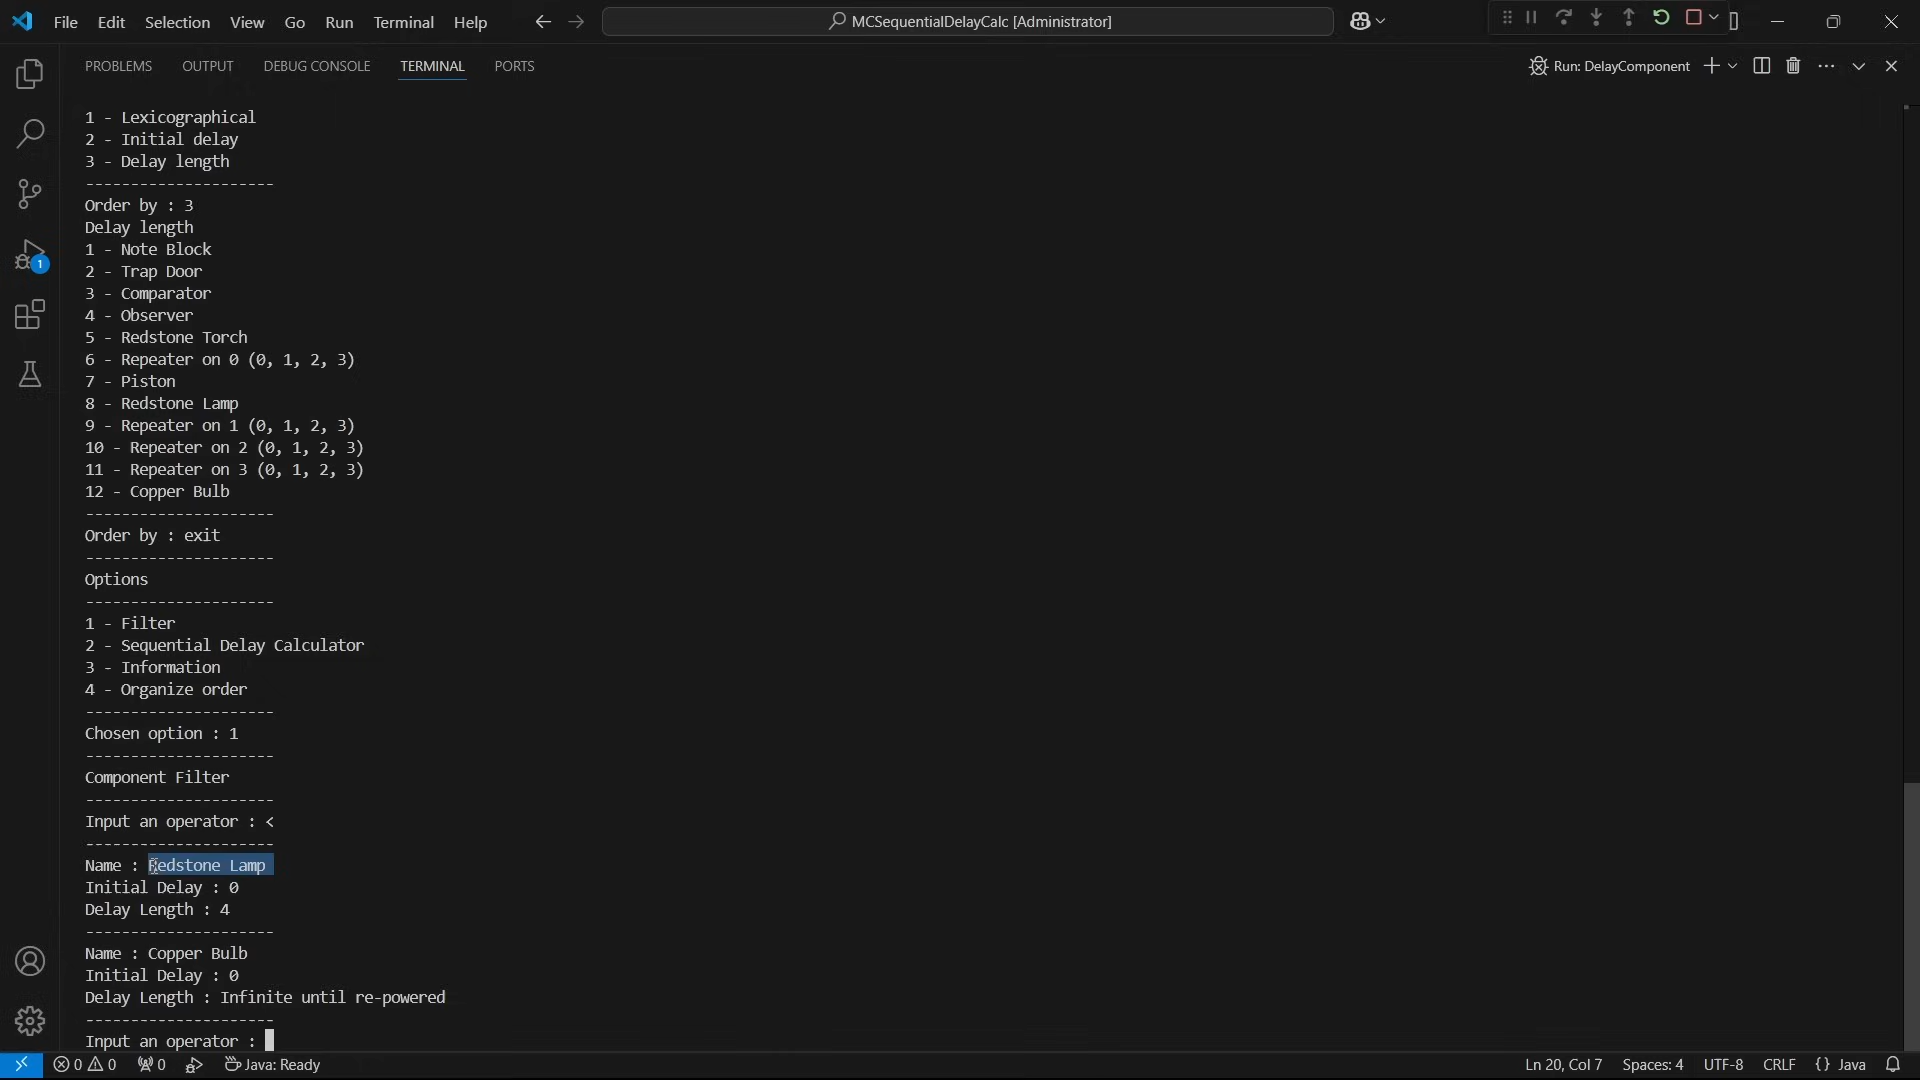 File Edit Selection View Go Run Terminal Help
MCSequentialDelayCalc [Administrator]
PROBLEMS OUTPUT DEBUG CONSOLE TERMINAL PORTS
Run: DelayComponent
1 - Lexicographical
2 - Initial delay
3 - Delay length
---------------------
Order by : 3
Delay length
1 - Note Block
2 - Trap Door
3 - Comparator
4 - Observer
5 - Redstone Torch
6 - Repeater on 0 (0, 1, 2, 3)
7 - Piston
8 - Redstone Lamp
9 - Repeater on 1 (0, 1, 2, 3)
10 - Repeater on 2 (0, 1, 2, 3)
11 - Repeater on 3 (0, 1, 2, 3)
12 - Copper Bulb
---------------------
Order by : exit
---------------------
Options
---------------------
1 - Filter
2 - Sequential Delay Calculator
3 - Information
4 - Organize order
---------------------
Chosen option : 1
---------------------
Component Filter
---------------------
Input an operator : <
---------------------
Name : Redstone Lamp
Initial Delay : 0
Delay Length : 4
---------------------
Name : Copper Bulb
Initial Delay : 0
Delay Length : Infinite until re-powered
---------------------
Input an operator :
1
0 0 0 Java: Ready Ln 20, Col 7 Spaces: 4 UTF-8 CRLF {} Java